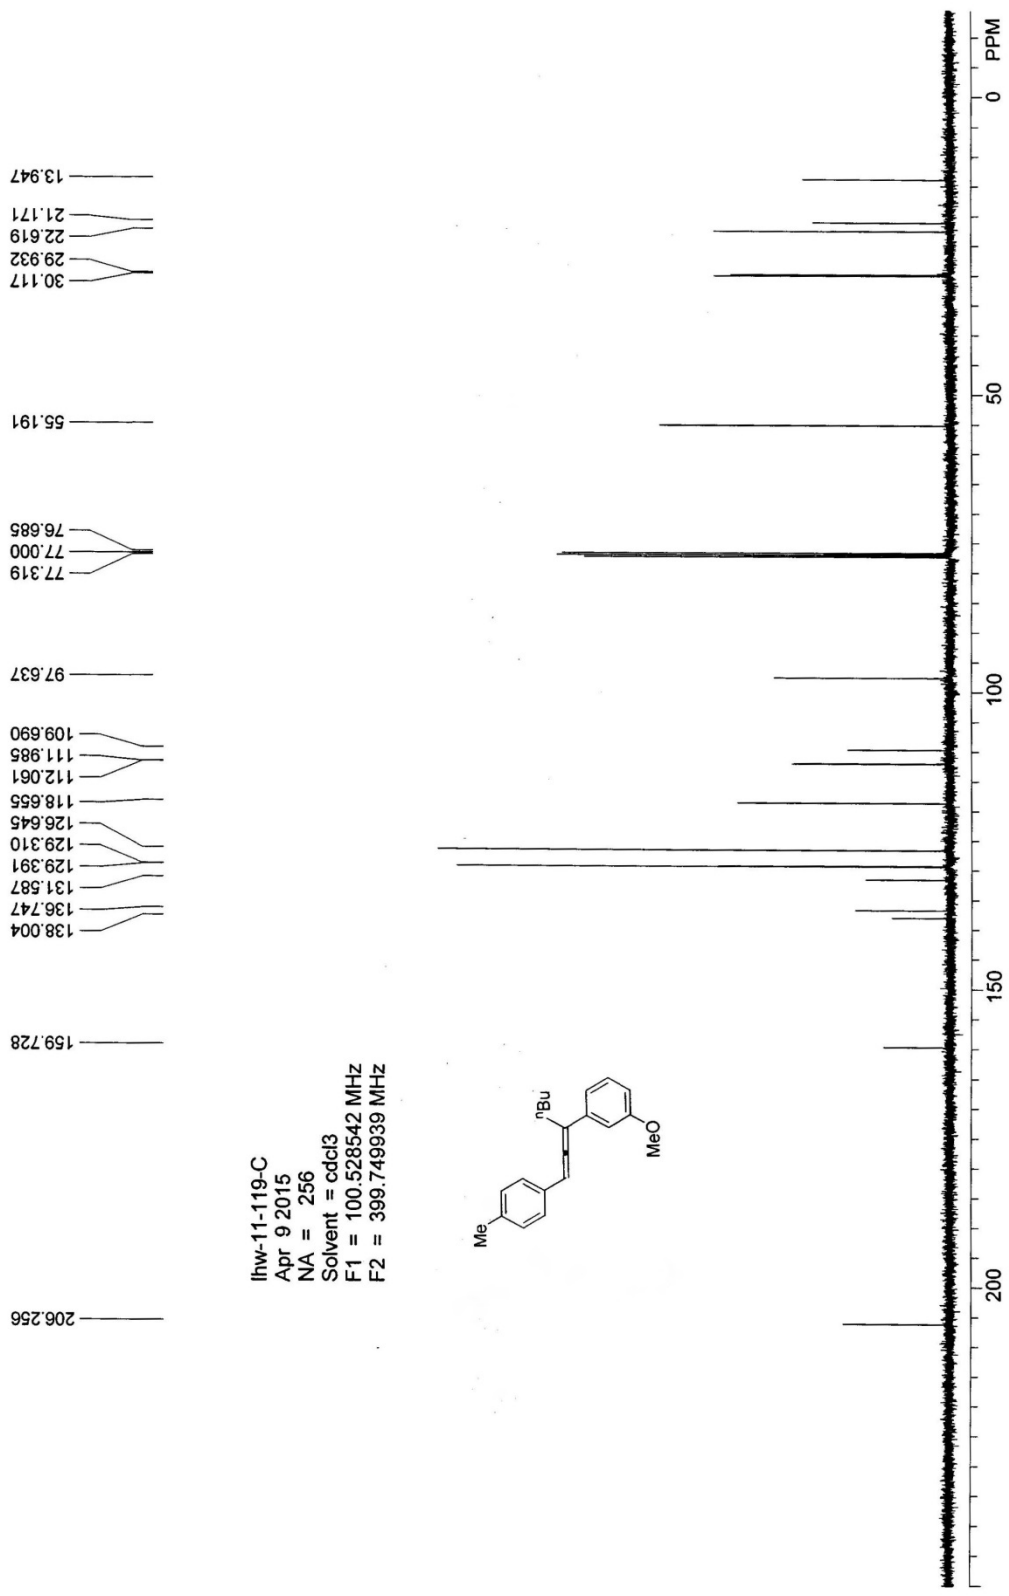 206.256
159.728
138.004
136.747
131.587
129.391
129.310
126.645
118.655
112.061
111.985
109.690
97.637
77.319
77.000
76.685
55.191
30.117
29.932
22.619
21.171
13.947
lhw-11-119-C
Apr 9 2015
NA = 256
Solvent = cdcl3
F1 = 100.528542 MHz
F2 = 399.749939 MHz
Me
nBu
MeO
200
150
100
50
0
PPM